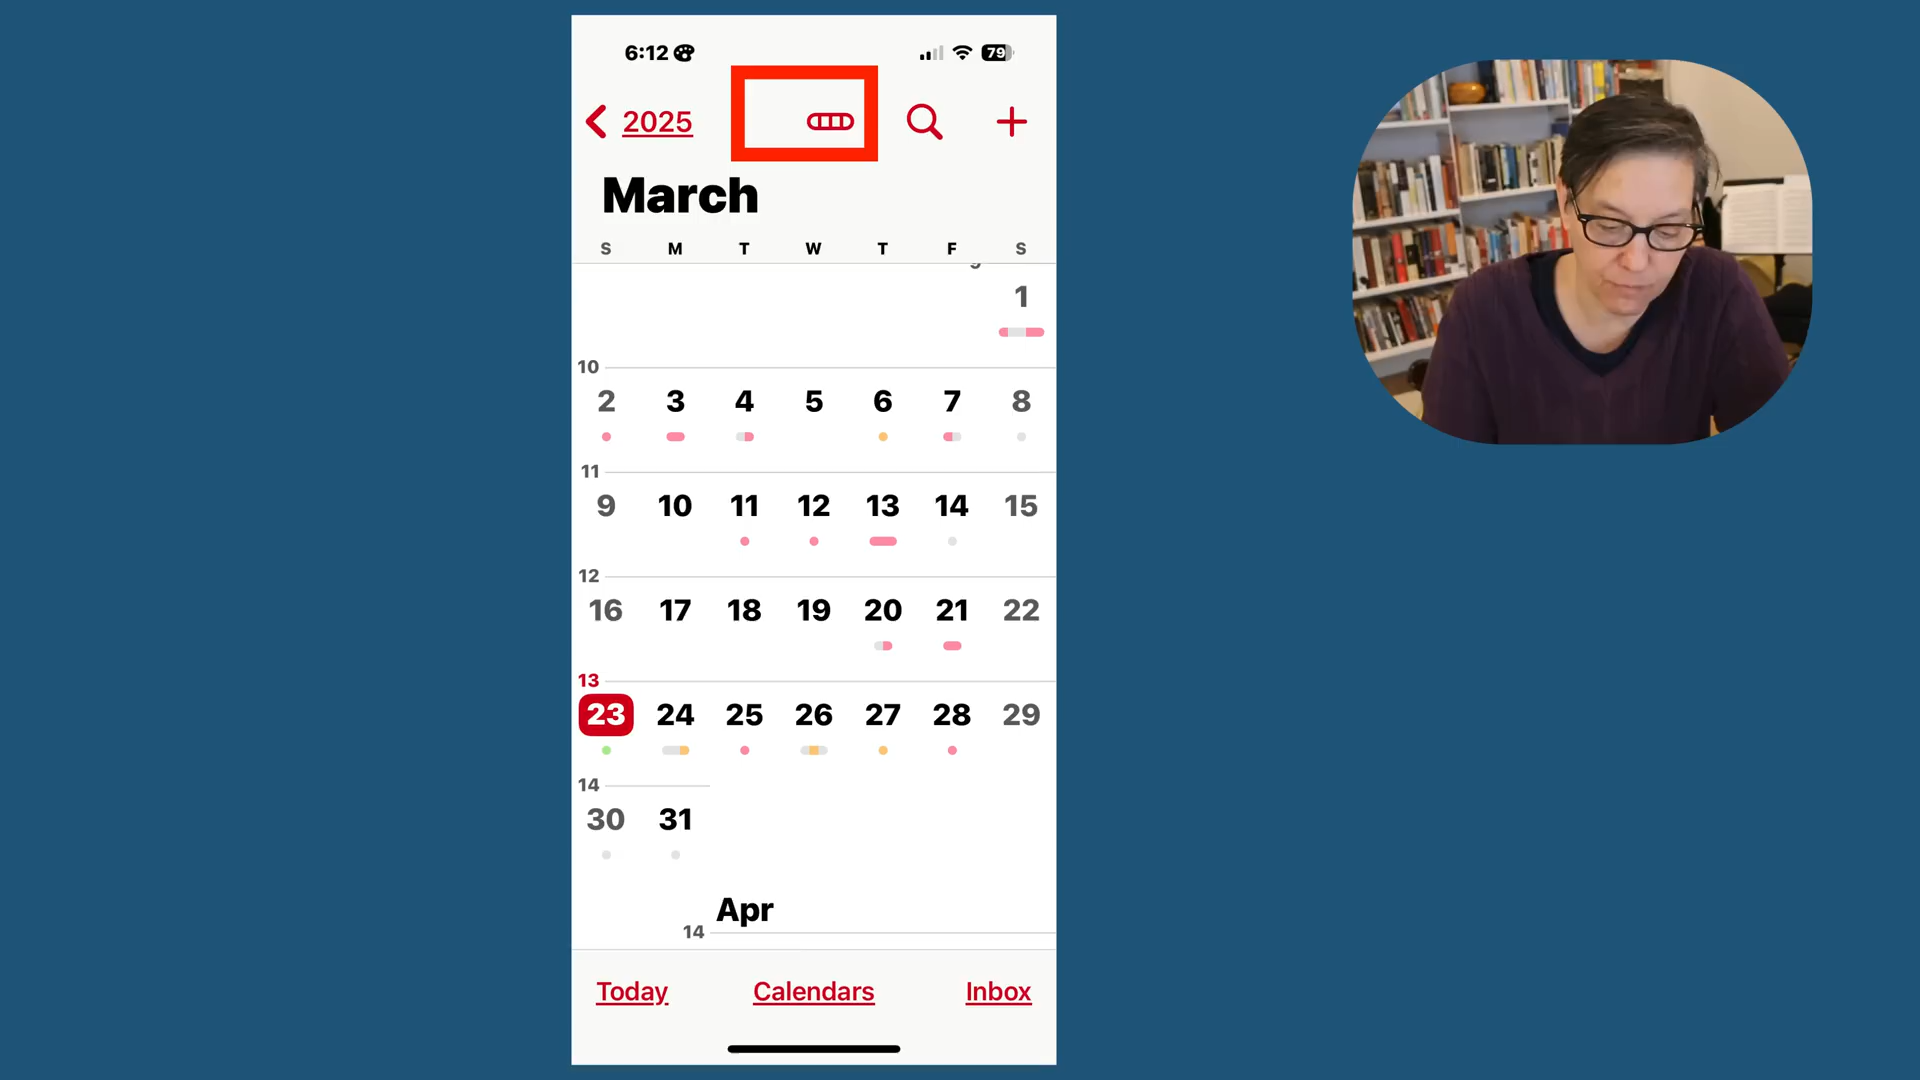 6:12
79
2025
March
S M T W T F S
1
10
2 3 4 5 6 7 8
11
9 10 11 12 13 14 15
12
16 17 18 19 20 21 22
13
23 24 25 26 27 28 29
14
30 31
Apr
14
Today Calendars Inbox